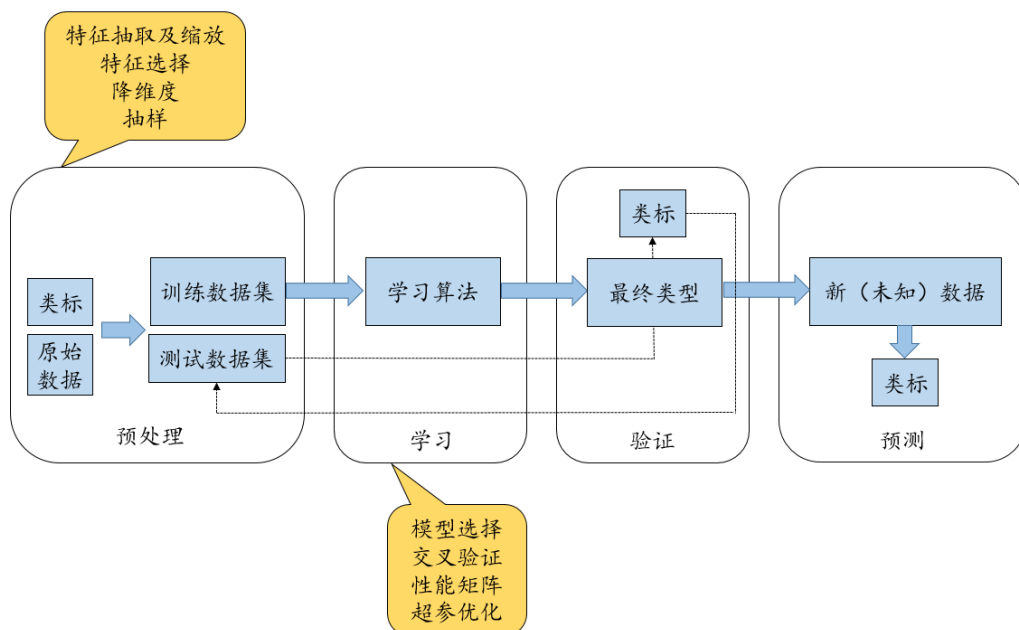 特征抽取及缩放
特征选择
降维度
抽样
类标
原始
数据
训练数据集
测试数据集
预处理
学习算法
学习
模型选择
交叉验证
性能矩阵
超参优化
类标
最终类型
验证
新（未知）数据
类标
预测